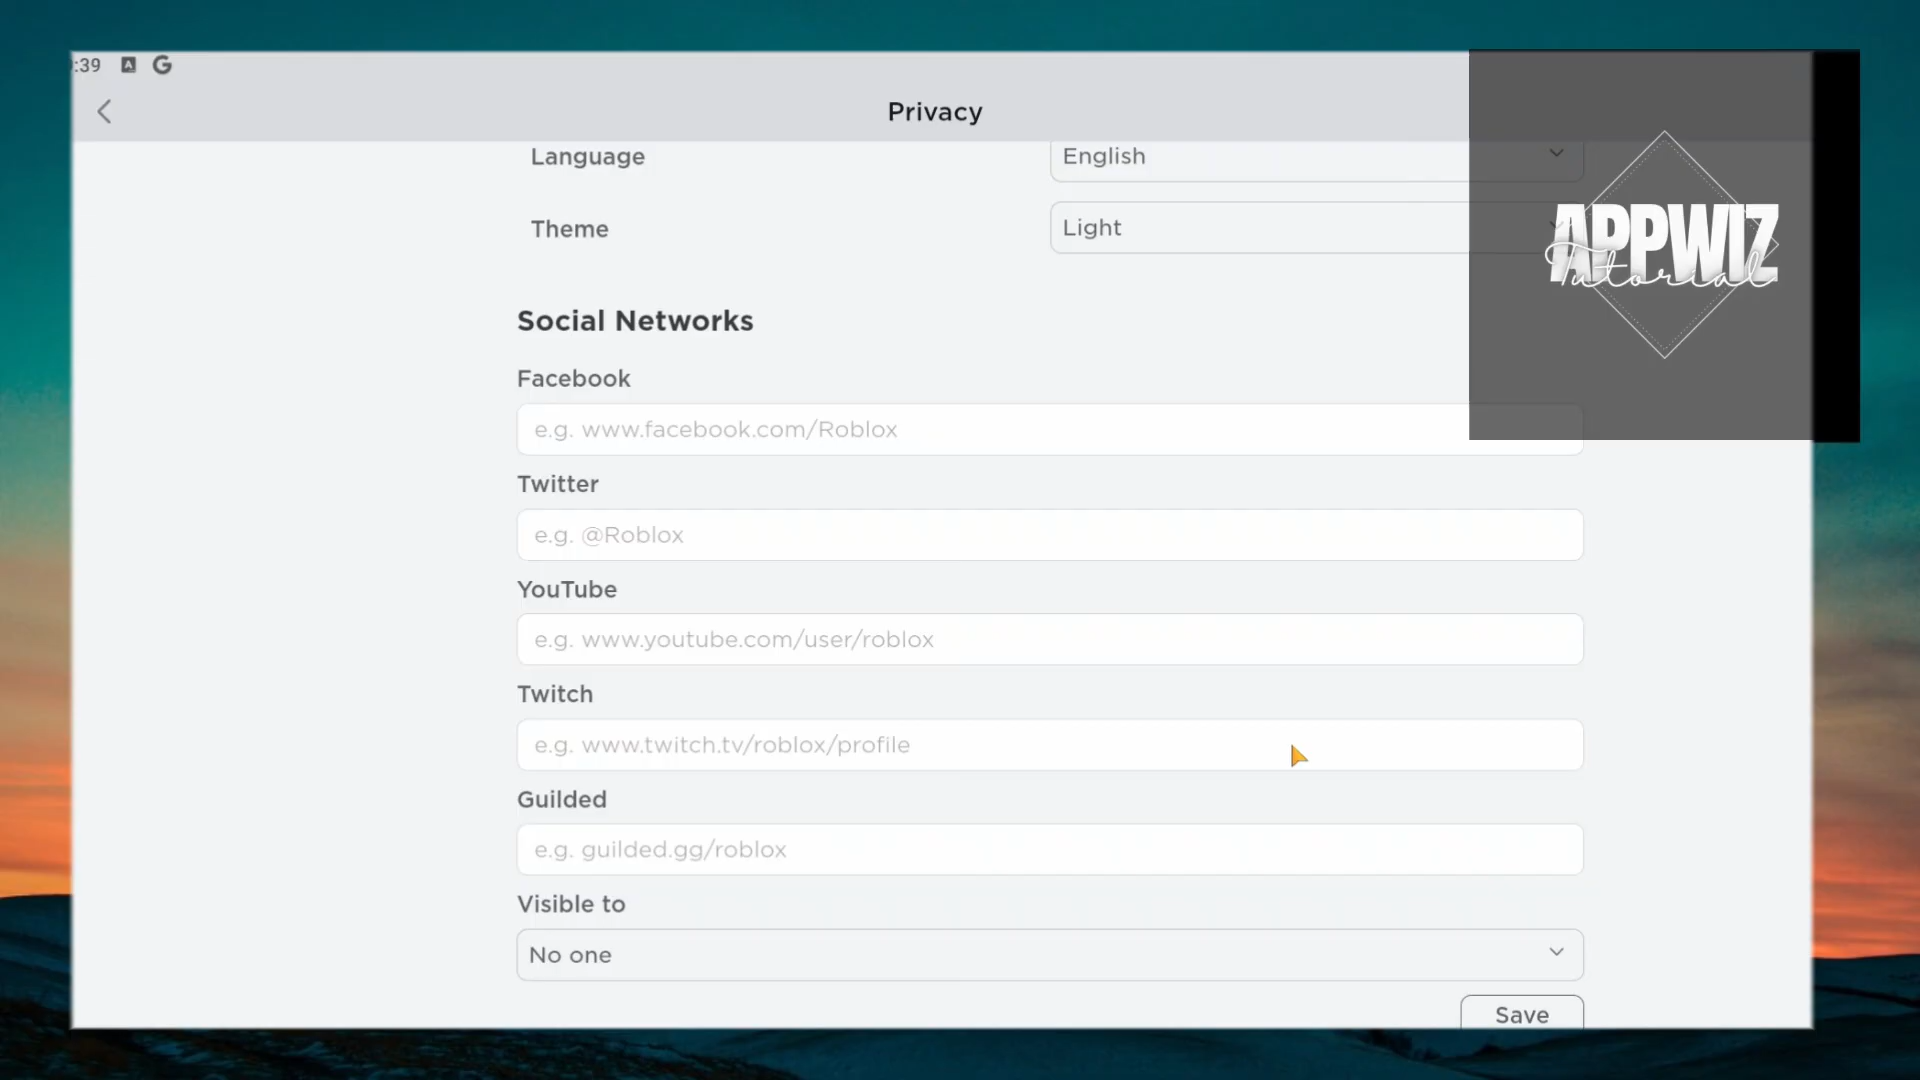 :39
Privacy
Language
English
Theme
Light
APPWIZ
Tutorial
Social Networks
Facebook
e.g. www.facebook.com/Roblox
Twitter
e.g. @Roblox
YouTube
e.g. www.youtube.com/user/roblox
Twitch
e.g. www.twitch.tv/roblox/profile
Guilded
e.g. guilded.gg/roblox
Visible to
No one
Save